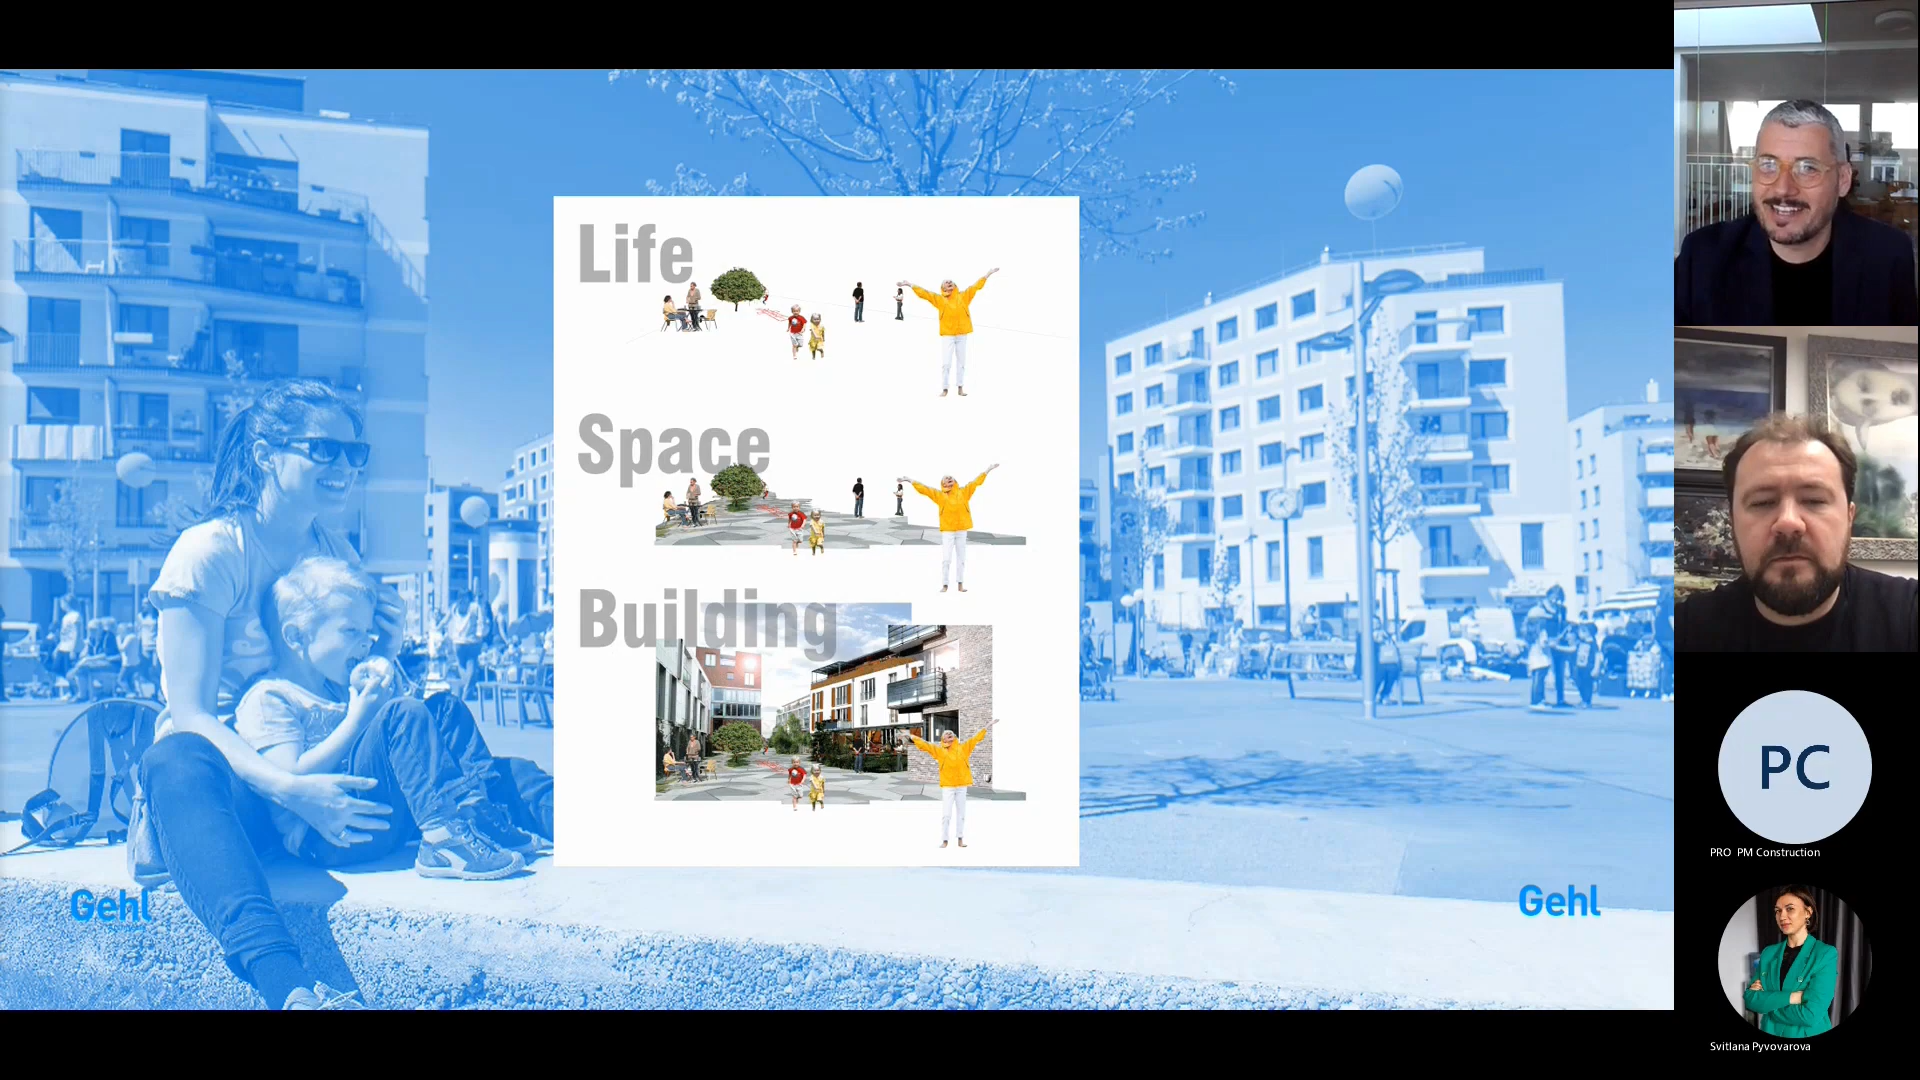 Life
Space
Building
Gehl
Gehl
PC
PRO PM Construction
Svitlana Pyvovarova